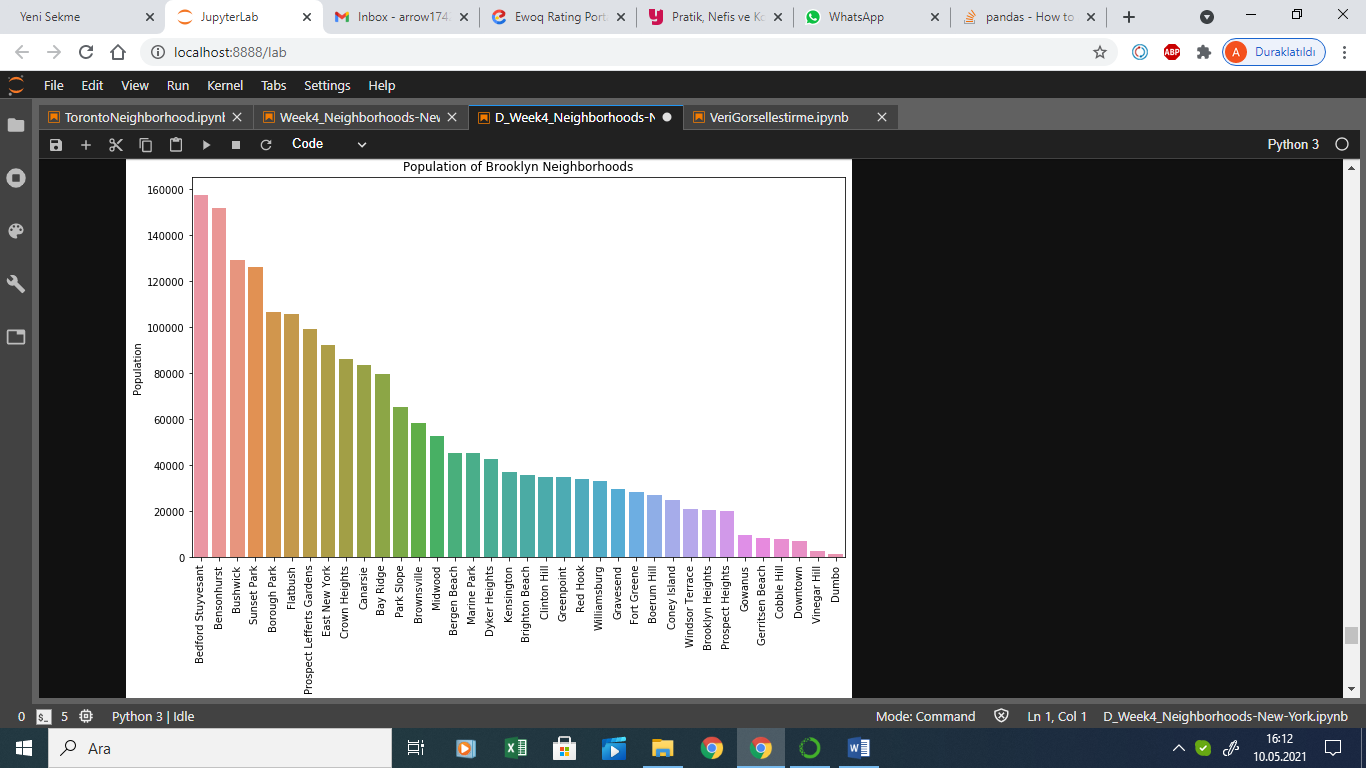 Yeni Sekme
JupyterLab
Inbox - arrow174
Ewoq Rating Port
Pratik, Nefis ve Ko
WhatsApp
pandas - How to
localhost:8888/lab
ABP
A
Duraklatıldı
File Edit View Run Kernel Tabs Settings Help
TorontoNeighborhood.ipynb
Week4_Neighborhoods-New
D_Week4_Neighborhoods-N
VeriGorsellestirme.ipynb
Code
Python 3
Population of Brooklyn Neighborhoods
160000
140000
120000
100000
80000
60000
40000
20000
0
Population
Bedford Stuyvesant
Bensonhurst
Bushwick
Sunset Park
Borough Park
Flatbush
Prospect Lefferts Gardens
East New York
Crown Heights
Canarsie
Bay Ridge
Park Slope
Brownsville
Midwood
Bergen Beach
Marine Park
Dyker Heights
Kensington
Brighton Beach
Clinton Hill
Greenpoint
Red Hook
Williamsburg
Gravesend
Fort Greene
Boerum Hill
Coney Island
Windsor Terrace
Brooklyn Heights
Prospect Heights
Gowanus
Gerritsen Beach
Cobble Hill
Downtown
Vinegar Hill
Dumbo
0 5 Python 3 | Idle
Mode: Command
Ln 1, Col 1
D_Week4_Neighborhoods-New-York.ipynb
Ara
16:12
10.05.2021